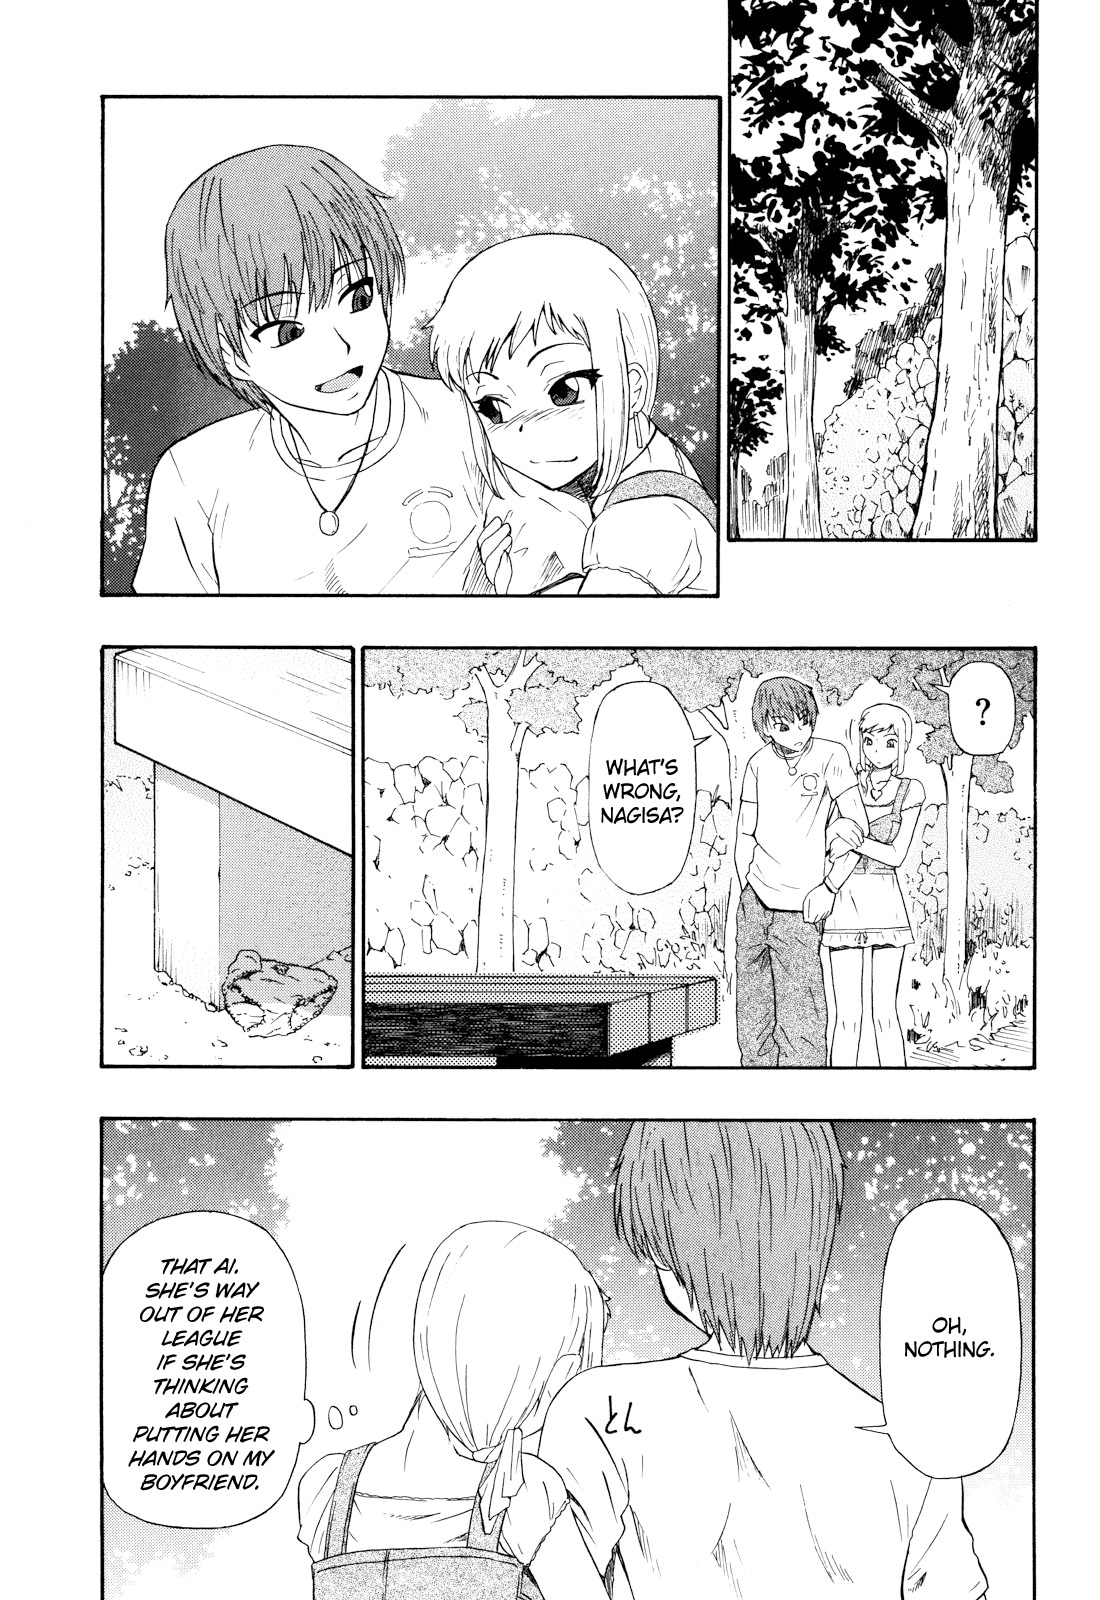 ?
WHAT'S
WRONG,
NAGISA?
OH,
NOTHING.
とん
THAT AI.
SHE'S WAY
OUT OF HER
LEAGUE
IF SHE'S
THINKING
ABOUT
PUTTING HER
HANDS ON MY
BOYFRIEND.